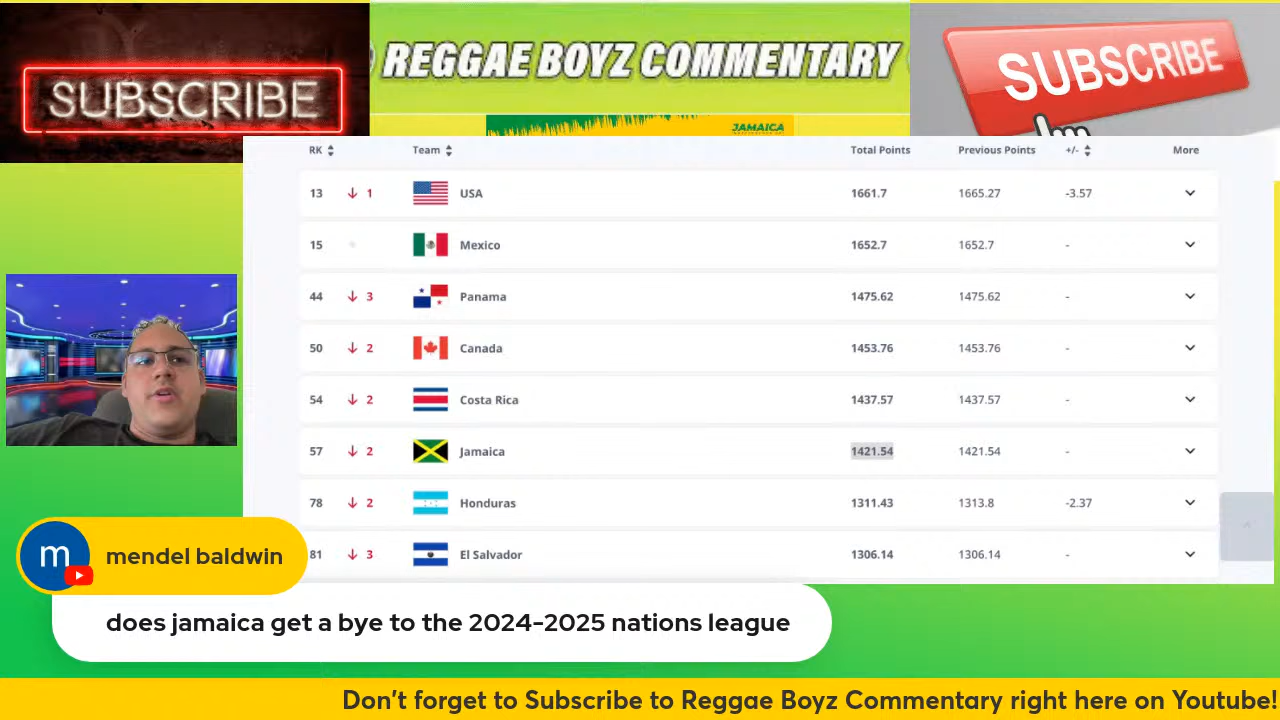 SUBSCRIBE
REGGAE BOYZ COMMENTARY
SUBSCRIBE
JAMAICA
RK Team Total Points Previous Points +/- More
13 1 USA 1661.7 1665.27 -3.57
15 Mexico 1652.7 1652.7 -
44 3 Panama 1475.62 1475.62 -
50 2 Canada 1453.76 1453.76 -
54 2 Costa Rica 1437.57 1437.57 -
57 2 Jamaica 1421.54 1421.54 -
78 2 Honduras 1311.43 1313.8 -2.37
81 3 El Salvador 1306.14 1306.14 -
m
mendel baldwin
does jamaica get a bye to the 2024-2025 nations league
Don't forget to Subscribe to Reggae Boyz Commentary right here on Youtube!